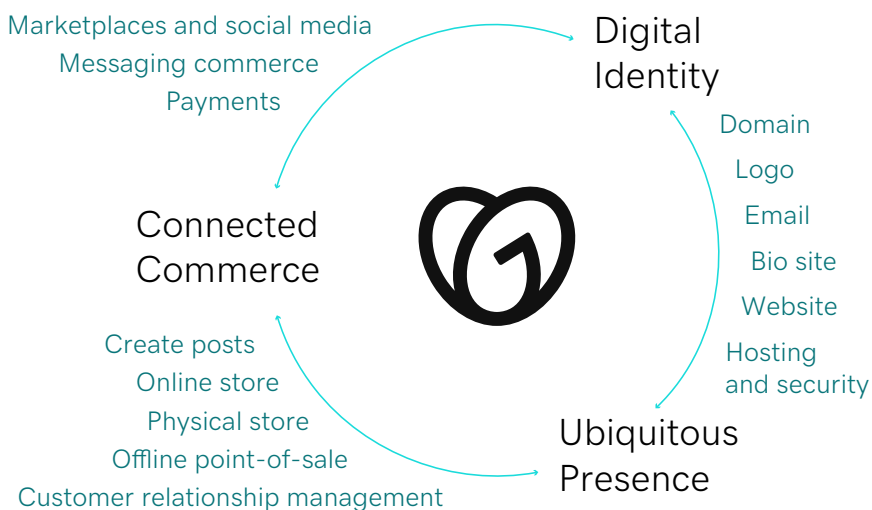 Marketplaces and social media
Messaging commerce
Payments
Digital
Identity
Domain
Logo
Email
Bio site
Website
Hosting
and security
Connected
Commerce
Create posts
Online store
Physical store
Offline point-of-sale
Customer relationship management
Ubiquitous
Presence